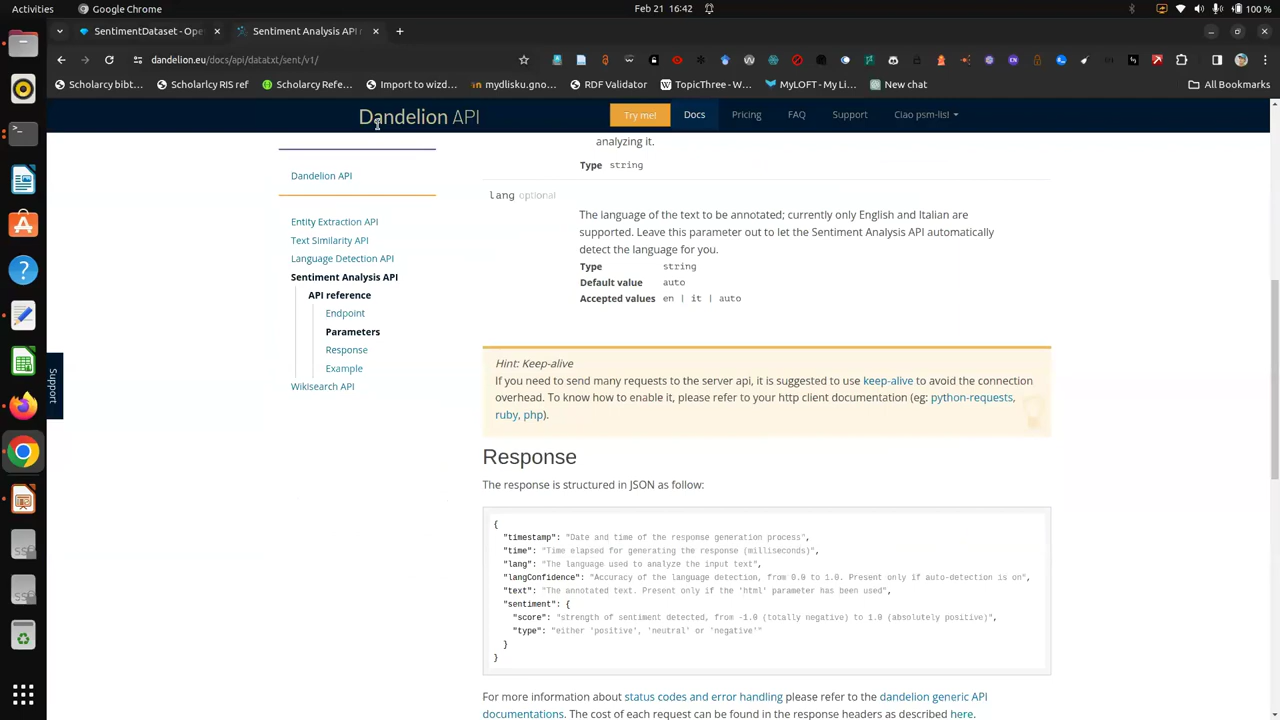 Activities
Google Chrome
Feb 21 16:42
100 %
SentimentDataset - Ope
Sentiment Analysis API
dandelion.eu/docs/api/datatxt/sent/v1/
Scholarcy bibt...
Scholarlcy RIS ref
Scholarcy Refe...
Import to wizd...
mydlisku.gno...
RDF Validator
TopicThree - Wo...
MyLOFT - My Li...
New chat
All Bookmarks
Dandelion API
Try me!
Docs
Pricing
FAQ
Support
Ciao psm-lis!
Dandelion API
Entity Extraction API
Text Similarity API
Language Detection API
Sentiment Analysis API
API reference
Endpoint
Parameters
Response
Example
Wikisearch API
Support
analyzing it.
Type string
lang optional
The language of the text to be annotated; currently only English and Italian are
supported. Leave this parameter out to let the Sentiment Analysis API automatically
detect the language for you.
Type string
Default value auto
Accepted values en | it | auto
Hint: Keep-alive
If you need to send many requests to the server api, it is suggested to use keep-alive to avoid the connection
overhead. To know how to enable it, please refer to your http client documentation (eg: python-requests,
ruby, php).
Response
The response is structured in JSON as follow:
{
"timestamp": "Date and time of the response generation process",
"time": "Time elapsed for generating the response (milliseconds)",
"lang": "The language used to analyze the input text",
"langConfidence": "Accuracy of the language detection, from 0.0 to 1.0. Present only if auto-detection is on",
"text": "The annotated text. Present only if the 'html' parameter has been used",
"sentiment": {
"score": "strength of sentiment detected, from -1.0 (totally negative) to 1.0 (absolutely positive)",
"type": "either 'positive', 'neutral' or 'negative'"
}
}
For more information about status codes and error handling please refer to the dandelion generic API
documentations. The cost of each request can be found in the response headers as described here.